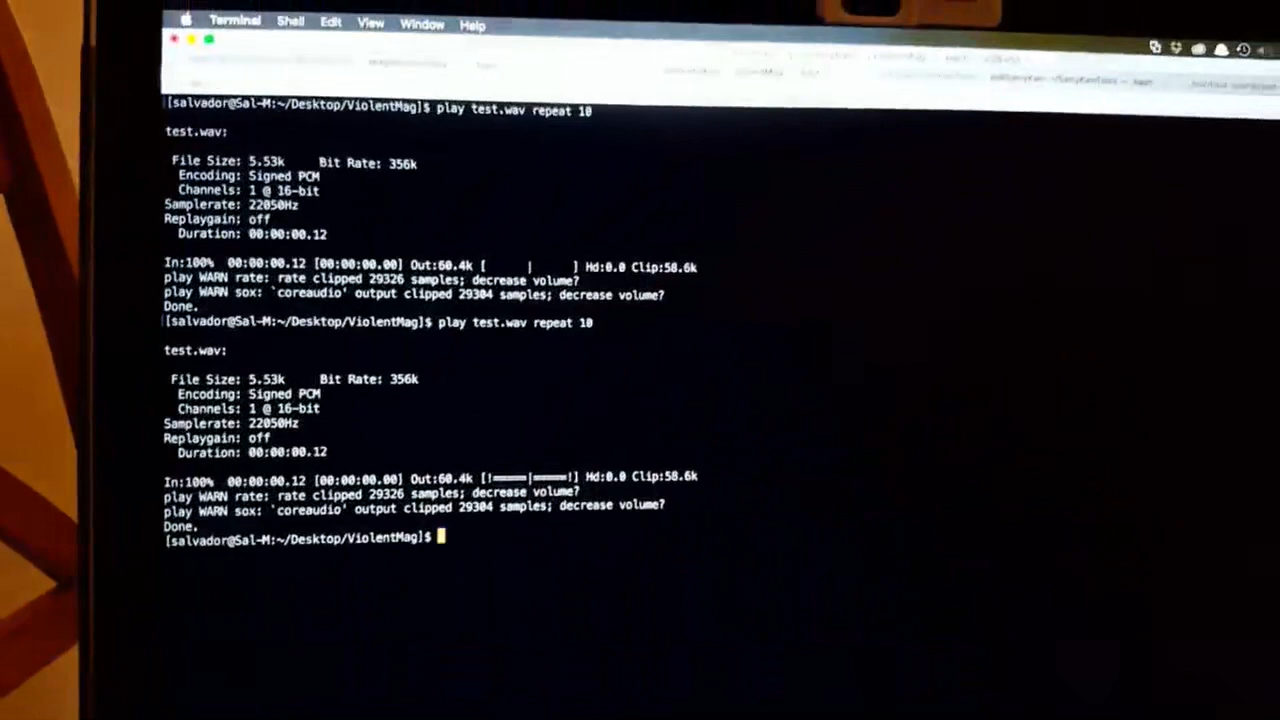 Terminal Shell Edit View Window Help
[salvador@Sal-M:~/Desktop/ViolentMag]$ play test.wav repeat 10
test.wav:
File Size: 5.53k Bit Rate: 356k
Encoding: Signed PCM
Channels: 1 @ 16-bit
Samplerate: 22050Hz
Replaygain: off
Duration: 00:00:00.12
In:100% 00:00:00.12 [00:00:00.00] Out:60.4k [ | ] Hd:0.0 Clip:58.6k
play WARN rate: rate clipped 29326 samples; decrease volume?
play WARN sox: `coreaudio' output clipped 29304 samples; decrease volume?
Done.
[salvador@Sal-M:~/Desktop/ViolentMag]$ play test.wav repeat 10
test.wav:
File Size: 5.53k Bit Rate: 356k
Encoding: Signed PCM
Channels: 1 @ 16-bit
Samplerate: 22050Hz
Replaygain: off
Duration: 00:00:00.12
In:100% 00:00:00.12 [00:00:00.00] Out:60.4k [!=====|=====!] Hd:0.0 Clip:58.6k
play WARN rate: rate clipped 29326 samples; decrease volume?
play WARN sox: `coreaudio' output clipped 29304 samples; decrease volume?
Done.
[salvador@Sal-M:~/Desktop/ViolentMag]$